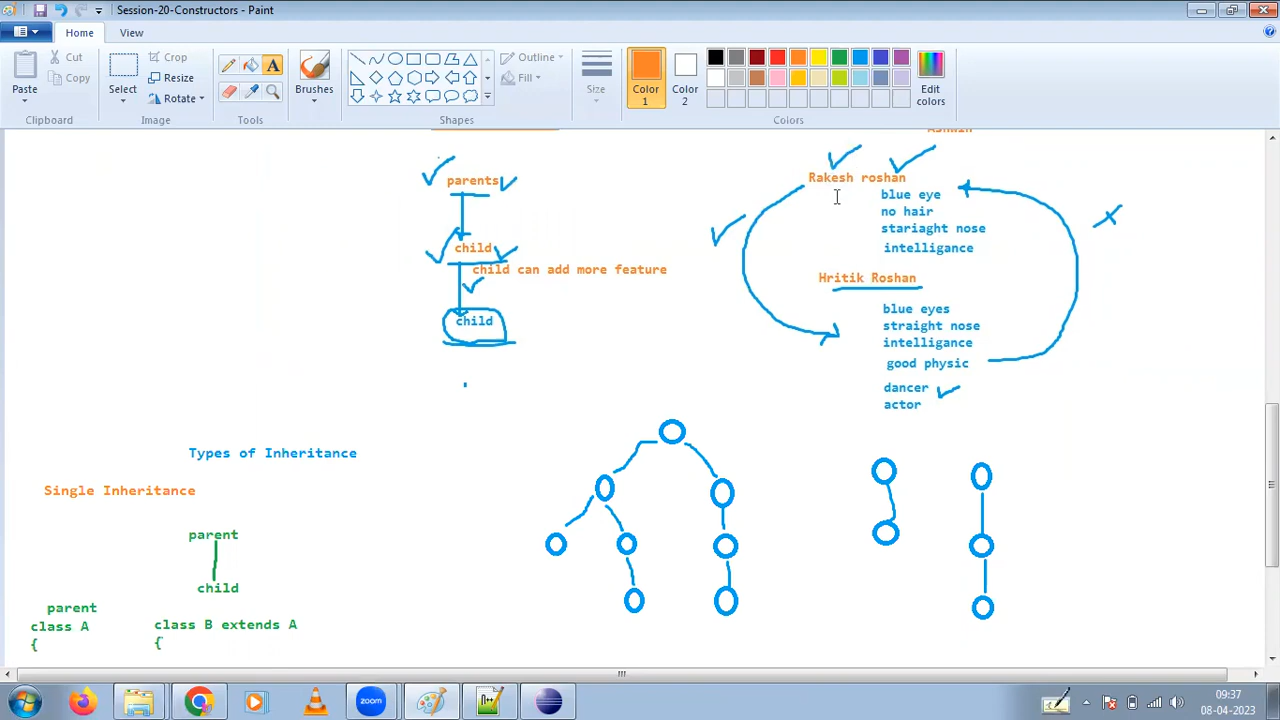 Session-20-Constructors - Paint
Home
View
Paste
Cut
Copy
Clipboard
Select
Crop
Resize
Rotate
Image
Tools
Brushes
Shapes
Outline
Fill
Size
Color 1
Color 2
Edit colors
Colors
Ashwin
parents
child
child can add more feature
child
Rakesh roshan
blue eye
no hair
stariaght nose
intelligance
Hritik Roshan
blue eyes
straight nose
intelligance
good physic
dancer
actor
Types of Inheritance
Single Inheritance
parent
child
parent
class A
{
class B extends A
{
zoom
09:37
08-04-2023